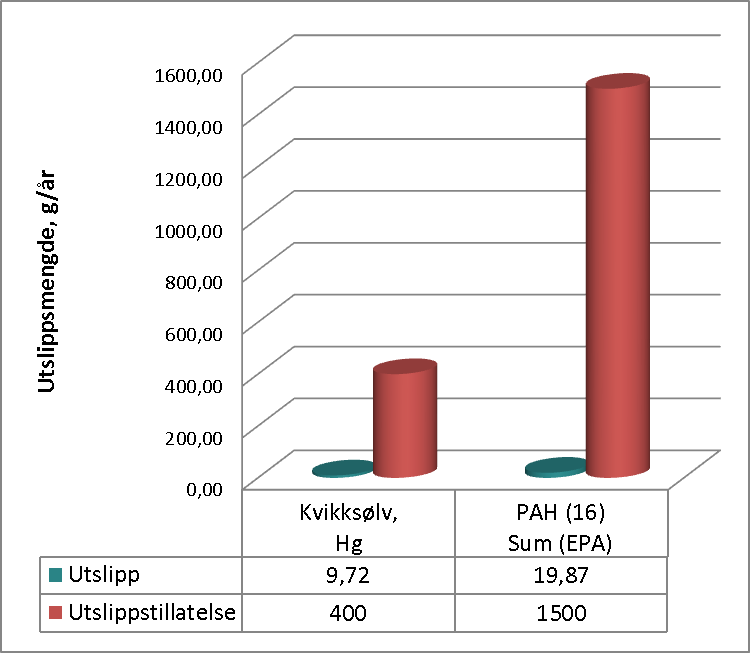 Utslippsmengde, g/år
1600,00
1400,00
1200,00
1000,00
800,00
600,00
400,00
200,00
0,00
Kvikksølv,
Hg
PAH (16)
Sum (EPA)
Utslipp 9,72 19,87
Utslippstillatelse 400 1500